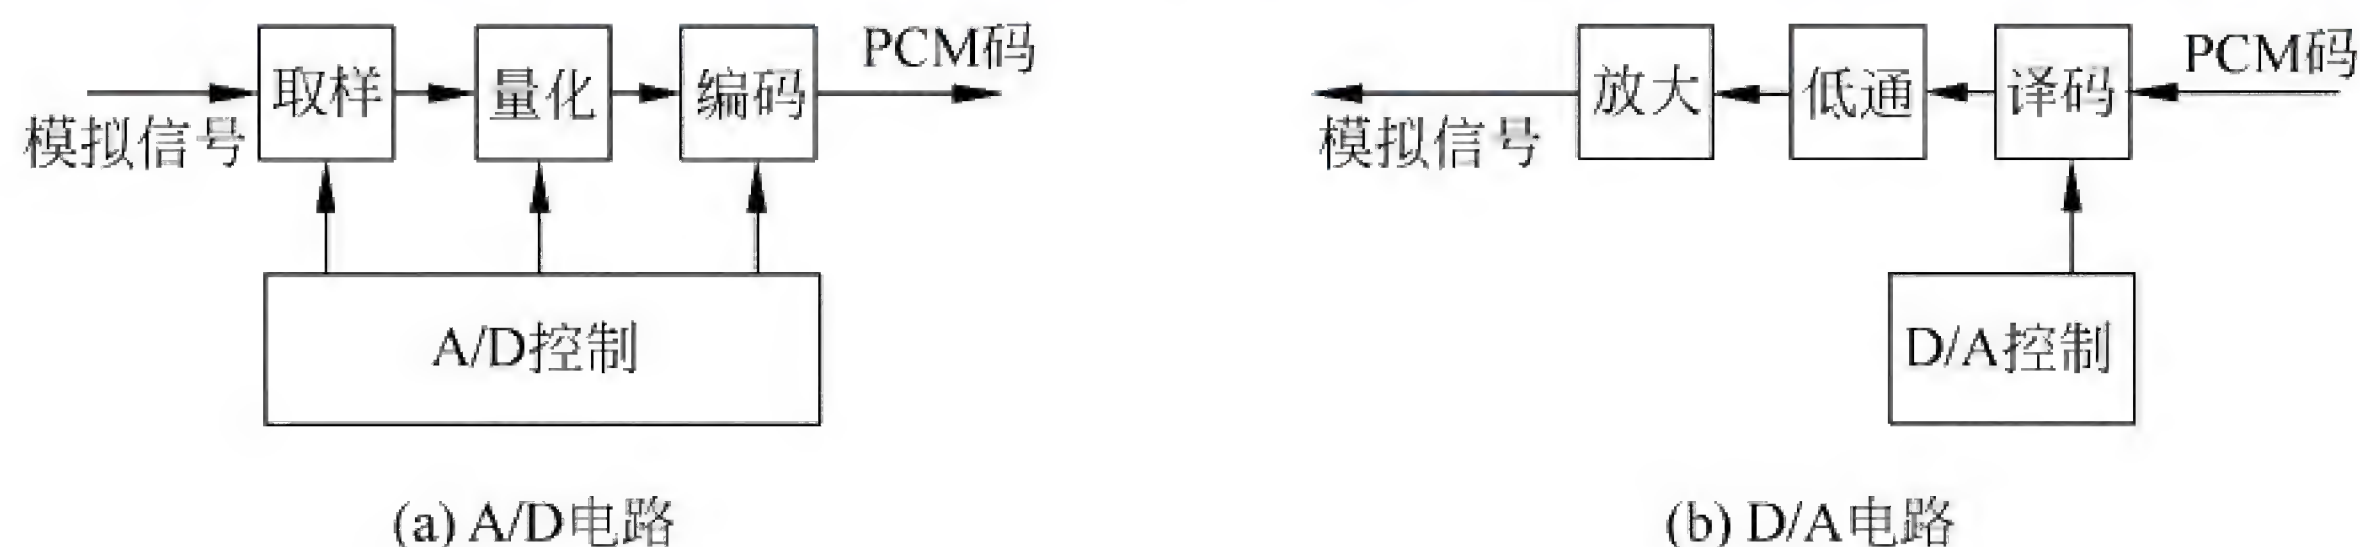 取样
量化
编码
PCM码
模拟信号
A/D控制
(a) A/D电路
放大
低通
译码
PCM码
模拟信号
D/A控制
(b) D/A电路